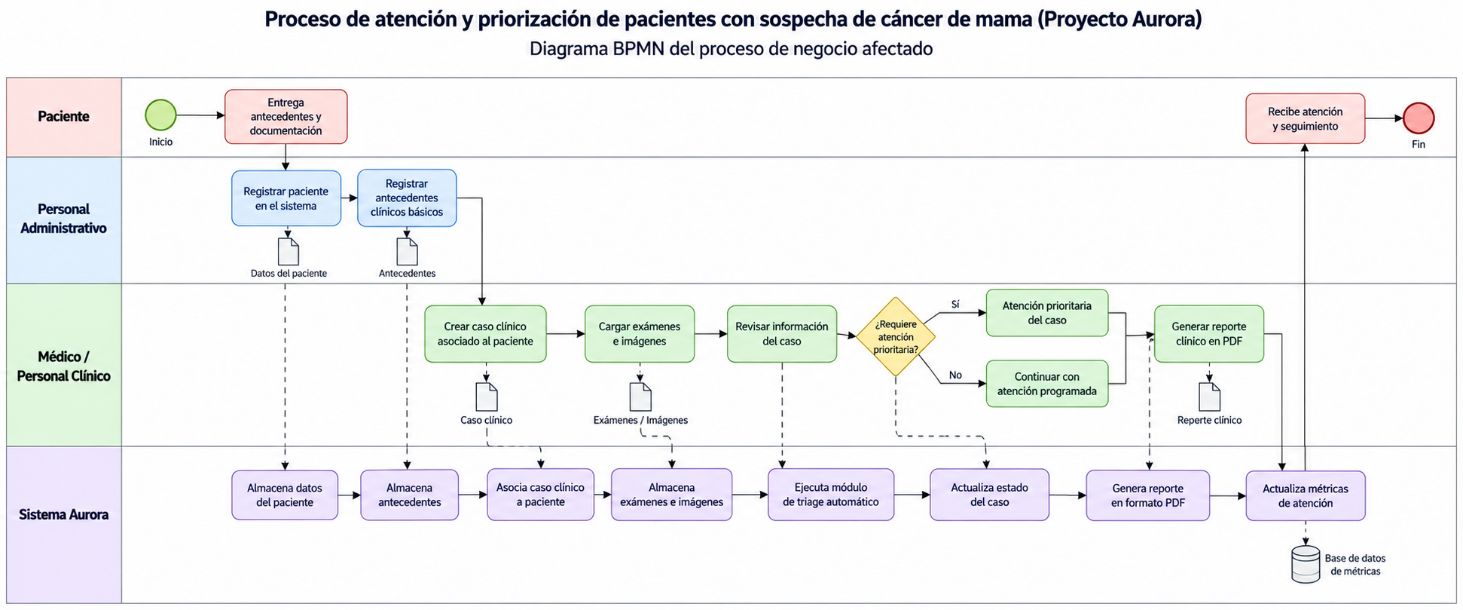 Proceso de atención y priorización de pacientes con sospecha de cáncer de mama (Proyecto Aurora)
Diagrama BPMN del proceso de negocio afectado
Paciente
Inicio
Entrega
antecedentes y
documentación
Recibe atención
y seguimiento
Fin
Personal
Administrativo
Registrar paciente
en el sistema
Registrar
antecedentes
clínicos básicos
Datos del paciente
Antecedentes
Médico /
Personal Clínico
Crear caso clínico
asociado al paciente
Cargar exámenes
e imágenes
Revisar información
del caso
¿Requiere
atención
prioritaria?
Sí
Atención prioritaria
del caso
No
Continuar con
atención programada
Generar reporte
clínico en PDF
Caso clínico
Exámenes / Imágenes
Reporte clínico
Sistema Aurora
Almacena datos
del paciente
Almacena
antecedentes
Asocia caso clínico
a paciente
Almacena
exámenes e imágenes
Ejecuta módulo
de triage automático
Actualiza estado
del caso
Genera reporte
en formato PDF
Actualiza métricas
de atención
Base de datos
de métricas